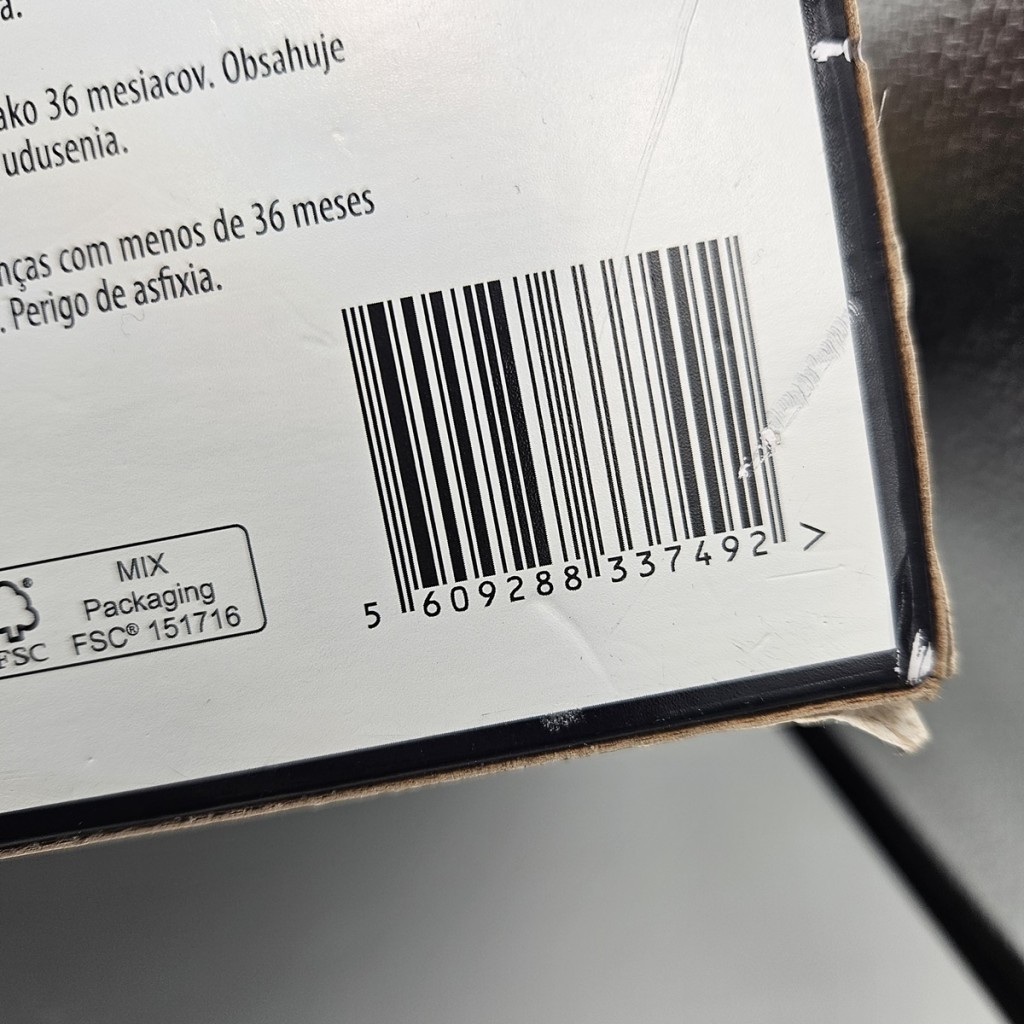 a.
ako 36 mesiacov. Obsahuje
udusenia.
nças com menos de 36 meses
. Perigo de asfixia.
5 609288 337492 >
MIX
Packaging
FSC® 151716
®
FSC